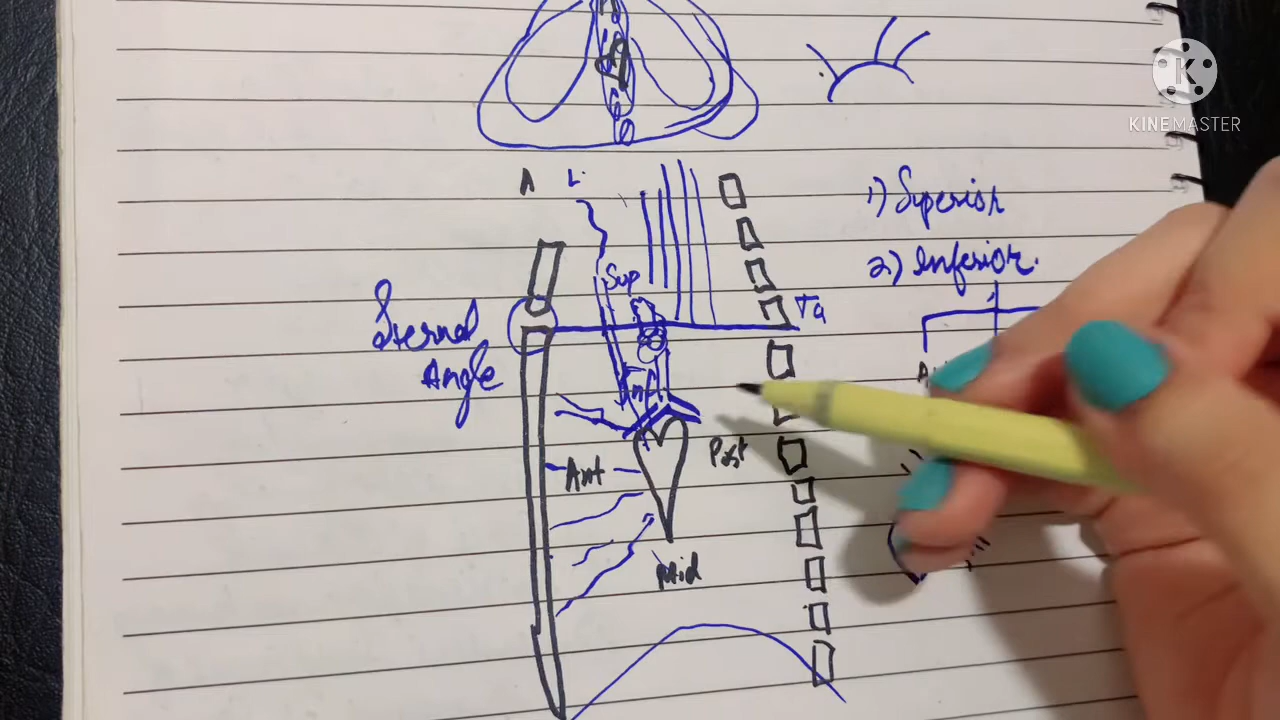 K
KINEMASTER
A L
1) Superior
2) Inferior.
Sup
T4
Sternal
Angle
Inf
Ant
Post
Mid